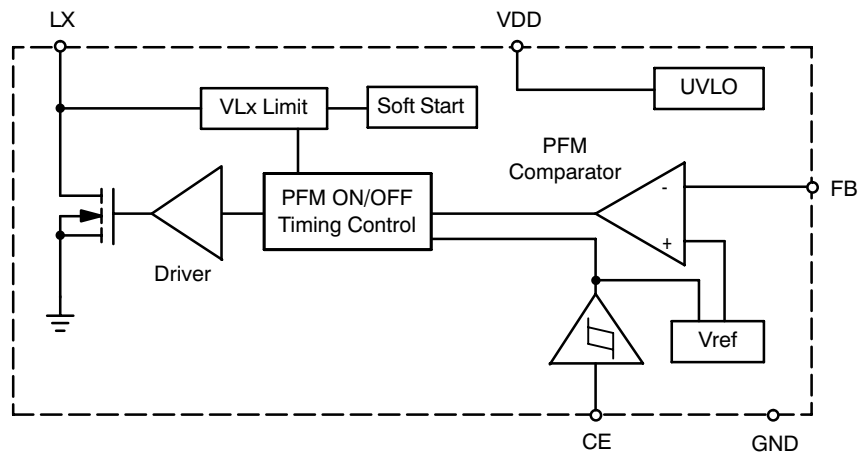 LX
VDD
VLx Limit
Soft Start
UVLO
PFM
Comparator
PFM ON/OFF
Timing Control
-
+
FB
Driver
Vref
CE
GND